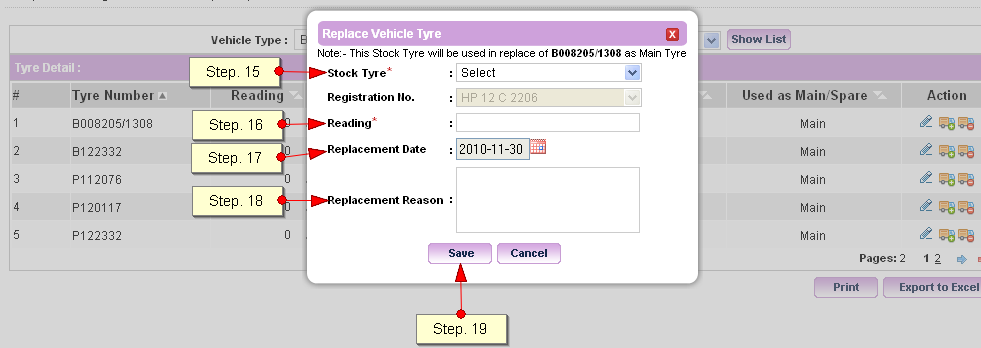 Replace Vehicle Tyre
Vehicle Type : B
Show List
Note:- This Stock Tyre will be used in replace of B008205/1308 as Main Tyre
Tyre Detail :
Step. 15
Stock Tyre* : Select
# Tyre Number Reading Used as Main/Spare Action
Registration No. : HP 12 C 2206
1 B008205/1308 0 Main
Step. 16
Reading* :
2 B122332 0 Main
Step. 17
Replacement Date : 2010-11-30
3 P112076 0 Main
Step. 18
Replacement Reason :
4 P120117 0 Main
5 P122332 0 Main
Save Cancel
Pages: 2 1 2
Print Export to Excel
Step. 19